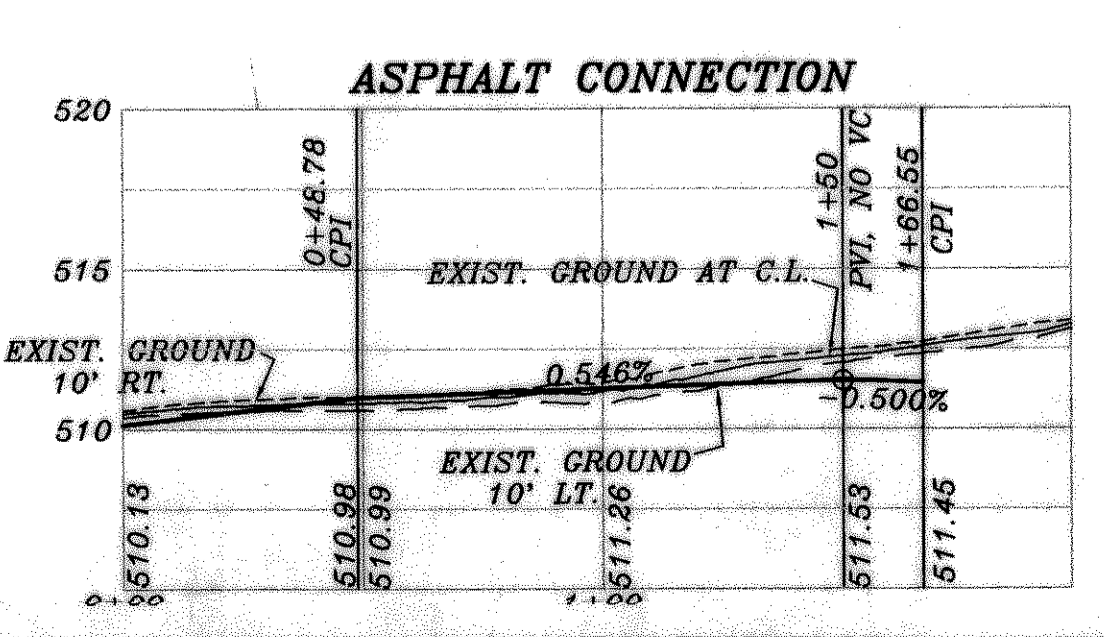 ASPHALT CONNECTION
520
515
510
0+48.78
CPI
1+50
PVI, NO VC
1+66.55
CPI
EXIST. GROUND AT C.L.
EXIST. GROUND
10' RT.
0.546%
-0.500%
EXIST. GROUND
10' LT.
510.13
510.98
510.99
511.26
511.53
511.45